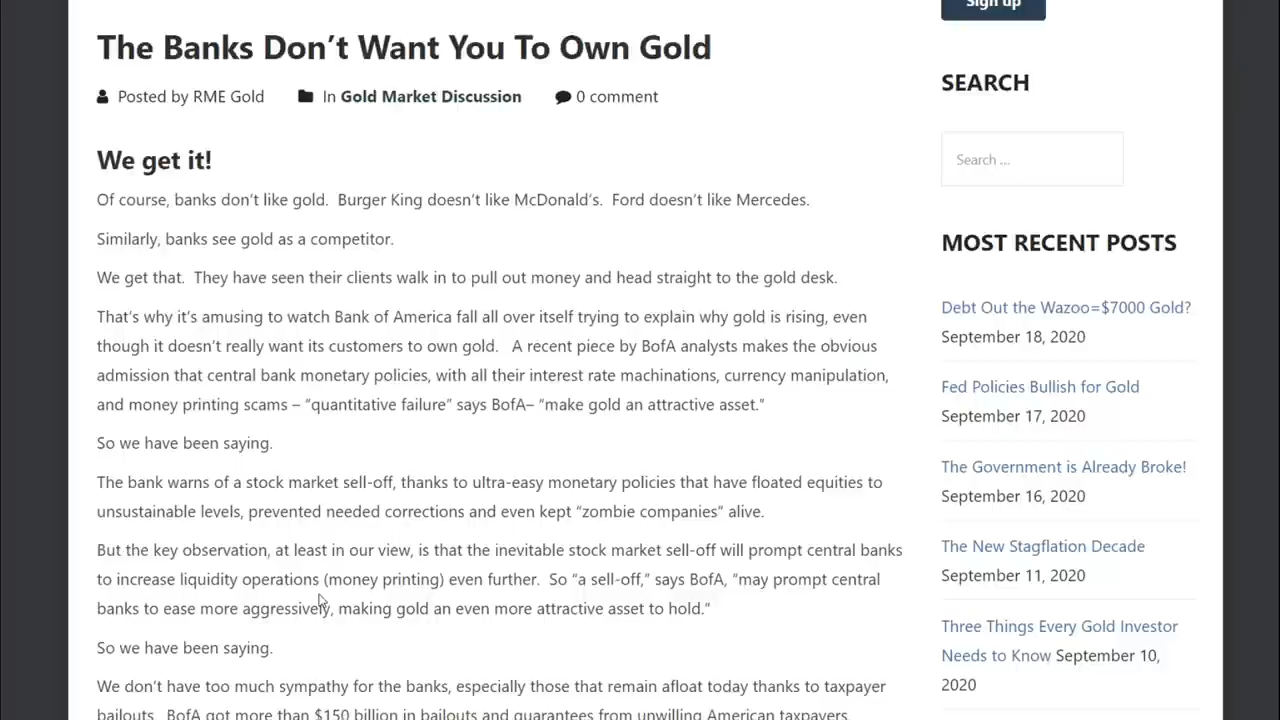 The Banks Don’t Want You To Own Gold
Posted by RME Gold In Gold Market Discussion 0 comment
We get it!
Of course, banks don’t like gold.  Burger King doesn’t like McDonald’s.  Ford doesn’t like Mercedes.
Similarly, banks see gold as a competitor.
We get that.  They have seen their clients walk in to pull out money and head straight to the gold desk.
That’s why it’s amusing to watch Bank of America fall all over itself trying to explain why gold is rising, even
though it doesn’t really want its customers to own gold.   A recent piece by BofA analysts makes the obvious
admission that central bank monetary policies, with all their interest rate machinations, currency manipulation,
and money printing scams – “quantitative failure” says BofA– “make gold an attractive asset.”
So we have been saying.
The bank warns of a stock market sell-off, thanks to ultra-easy monetary policies that have floated equities to
unsustainable levels, prevented needed corrections and even kept “zombie companies” alive.
But the key observation, at least in our view, is that the inevitable stock market sell-off will prompt central banks
to increase liquidity operations (money printing) even further.  So “a sell-off,” says BofA, “may prompt central
banks to ease more aggressively, making gold an even more attractive asset to hold.”
So we have been saying.
We don’t have too much sympathy for the banks, especially those that remain afloat today thanks to taxpayer
bailouts.  BofA got more than $150 billion in bailouts and guarantees from unwilling American taxpayers.
Sign up
SEARCH
Search ...
MOST RECENT POSTS
Debt Out the Wazoo=$7000 Gold?
September 18, 2020
Fed Policies Bullish for Gold
September 17, 2020
The Government is Already Broke!
September 16, 2020
The New Stagflation Decade
September 11, 2020
Three Things Every Gold Investor
Needs to Know September 10,
2020